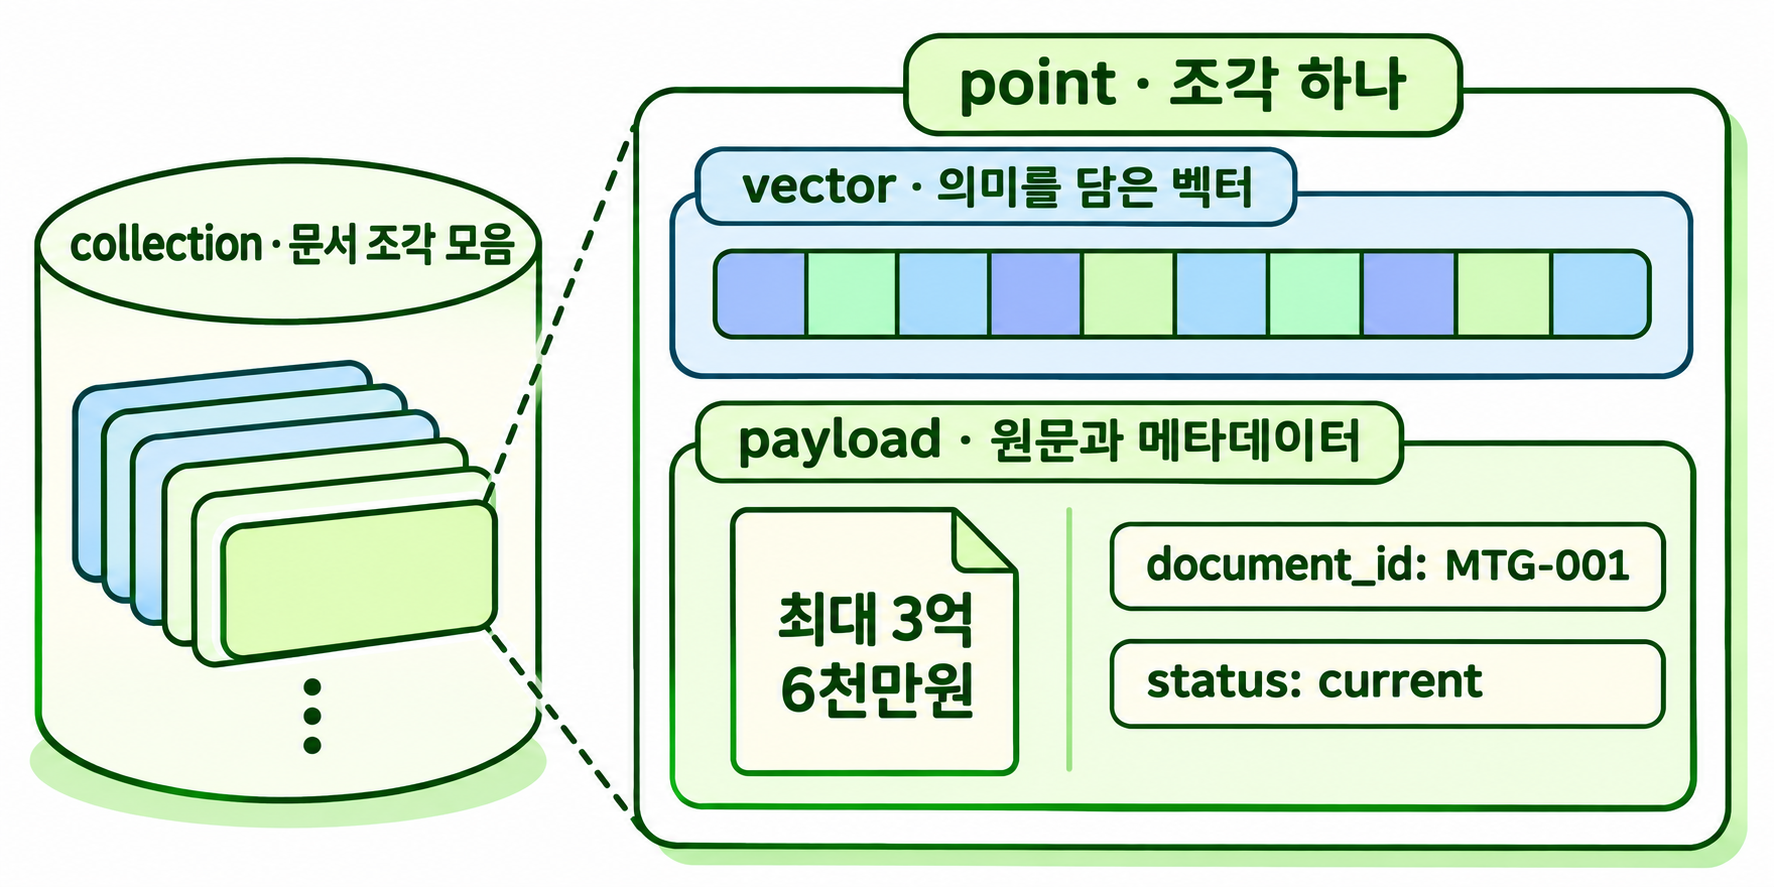 point · 조각 하나
collection · 문서 조각 모음
vector · 의미를 담은 벡터
payload · 원문과 메타데이터
최대 3억
6천만원
document_id: MTG-001
status: current